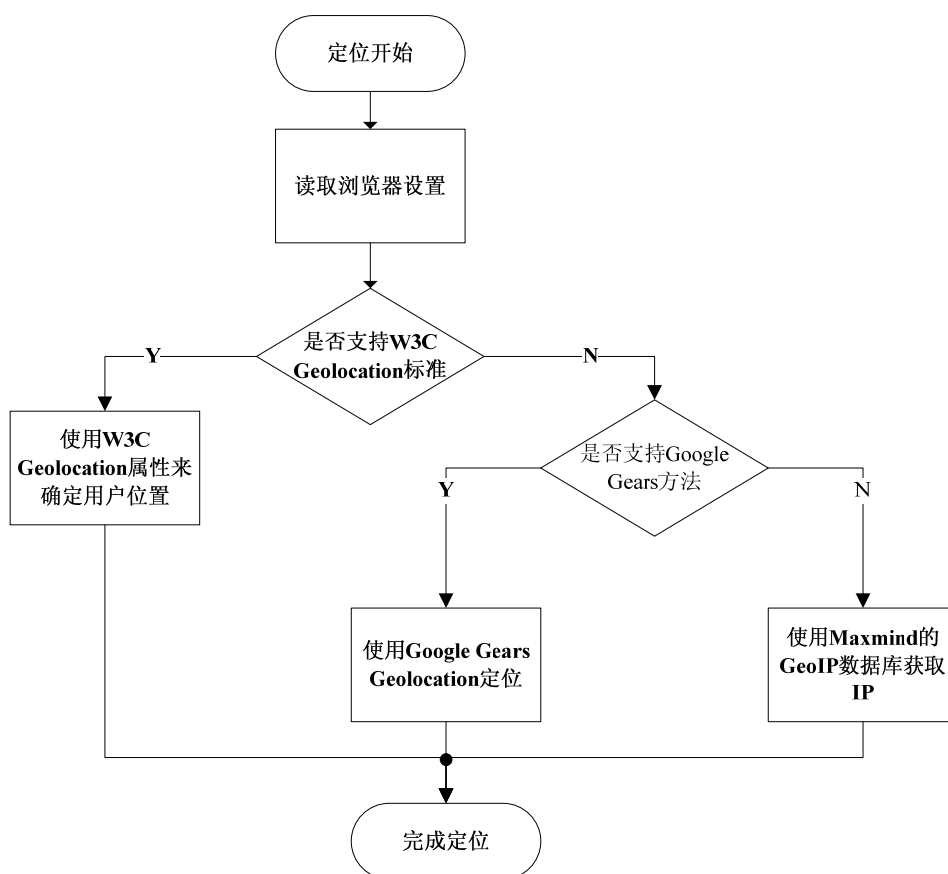 定位开始
读取浏览器设置
是否支持W3C
Geolocation标准
Y
N
使用W3C
Geolocation属性来
确定用户位置
是否支持Google
Gears方法
Y
N
使用Google Gears
Geolocation定位
使用Maxmind的
GeoIP数据库获取
IP
完成定位